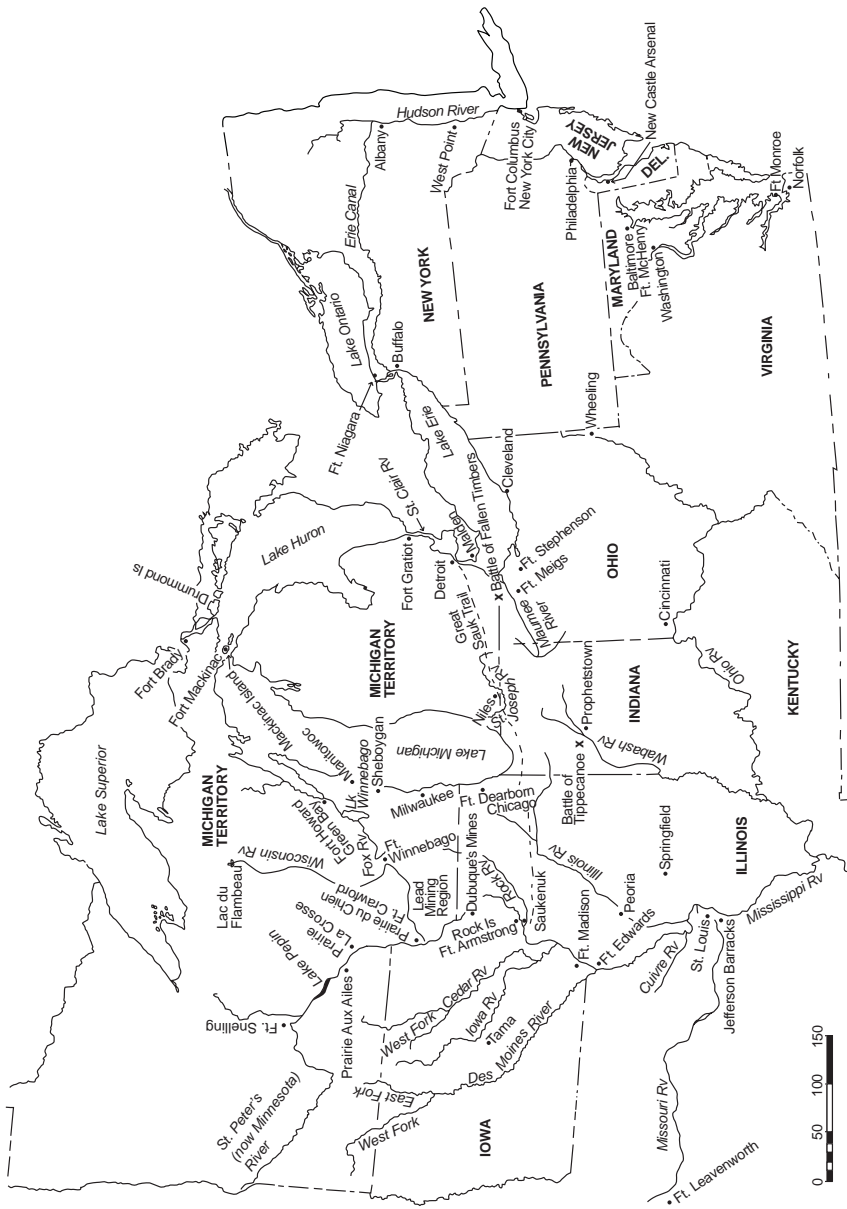 Lake Superior
MICHIGAN
TERRITORY
Lac du
Flambeau
Wisconsin Rv
Fort Brady
Drummond Is
Fort Mackinac
Mackinac Island
Lake Huron
MICHIGAN
TERRITORY
Manitowoc
Lk
Winnebago
Sheboygan
Lake Michigan
Milwaukee
Fort Howard
Green Bay
Fox Rv
Ft.
Winnebago
Ft. Dearborn
Chicago
Niles
St. Joseph Rv
Great
Sauk Trail
Fort Gratiot
St. Clair Rv
Detroit
Malden
Battle of Fallen Timbers
x
Maumee
River
Ft. Meigs
Ft. Stephenson
Cleveland
Lake Erie
Buffalo
Ft. Niagara
Lake Ontario
Erie Canal
Albany
Hudson River
West Point
NEW YORK
Fort Columbus
New York City
NEW
JERSEY
Philadelphia
New Castle Arsenal
DEL.
PENNSYLVANIA
MARYLAND
Baltimore
Ft. McHenry
Washington
Ft Monroe
Norfolk
VIRGINIA
Wheeling
OHIO
Cincinnati
Ohio Rv
KENTUCKY
INDIANA
Prophetstown
x
Battle of
Tippecanoe
Wabash Rv
ILLINOIS
Springfield
Illinois Rv
Peoria
Mississippi Rv
St. Louis
Jefferson Barracks
Cuivre Rv
Ft. Edwards
Ft. Madison
Saukenuk
Rock Is
Ft. Armstrong
Rock Rv
Dubuque's Mines
Lead
Mining
Region
Prairie du Chien
Ft. Crawford
Prairie
La Crosse
Lake Pepin
Prairie Aux Ailes
Ft. Snelling
St. Peter's
(now Minnesota)
River
West Fork Cedar Rv
Iowa Rv
Tama
Des Moines River
East Fork
West Fork
IOWA
Missouri Rv
Ft. Leavenworth
0 50 100 150